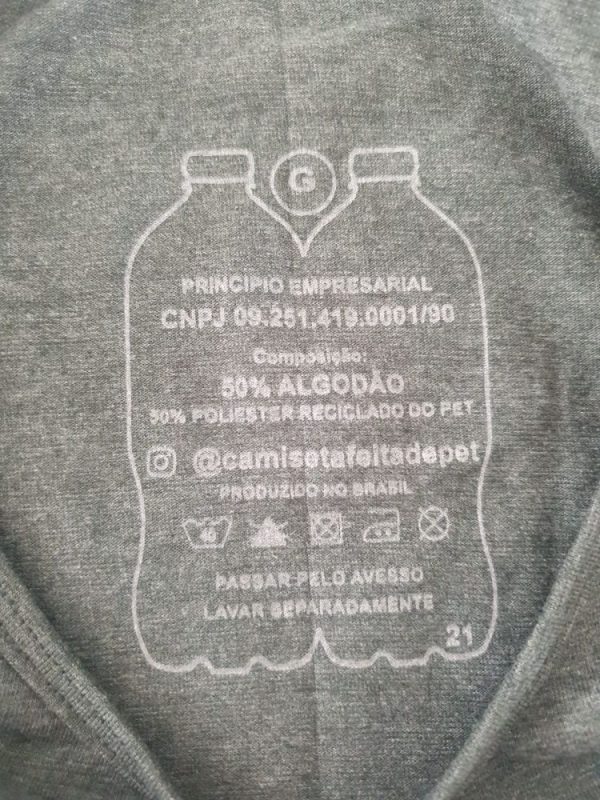 G
PRINCIPIO EMPRESARIAL
CNPJ 09.251.419.0001/90
Composição:
50% ALGODÃO
50% POLIESTER RECICLADO DO PET
@camisetafeitadepet
PRODUZIDO NO BRASIL
40
PASSAR PELO AVESSO
LAVAR SEPARADAMENTE
21